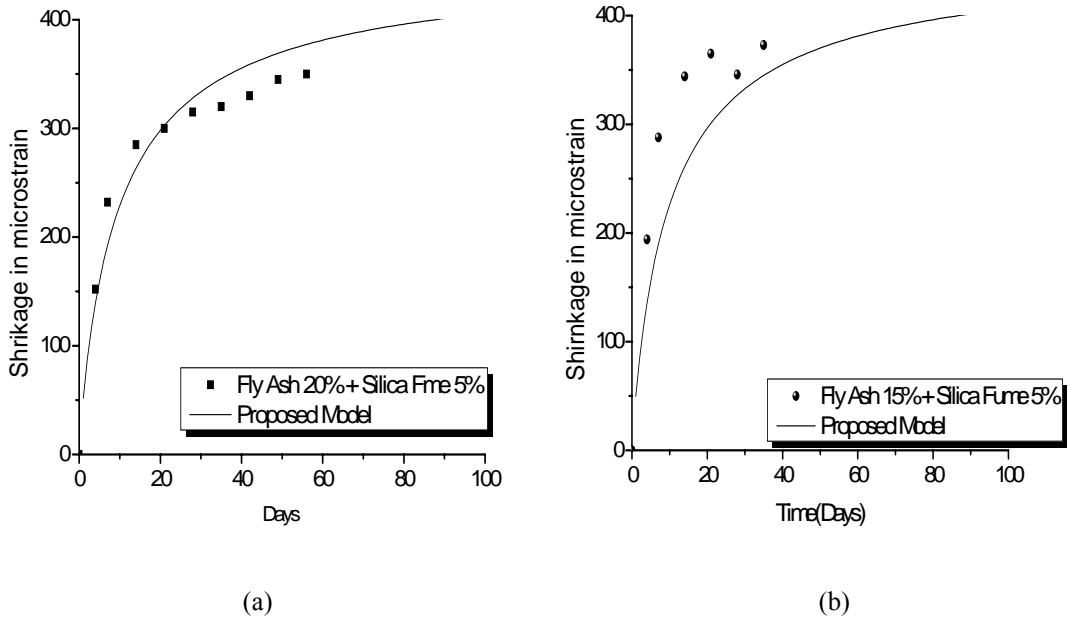 400
300
200
100
0
Shrikage in microstrain
Fly Ash 20% + Silica Fme 5%
Proposed Model
0 20 40 60 80 100
Days
(a)
400
300
200
100
0
Shirnkage in microstrain
Fly Ash 15% + Silica Fume 5%
Proposed Model
0 20 40 60 80 100
Time(Days)
(b)